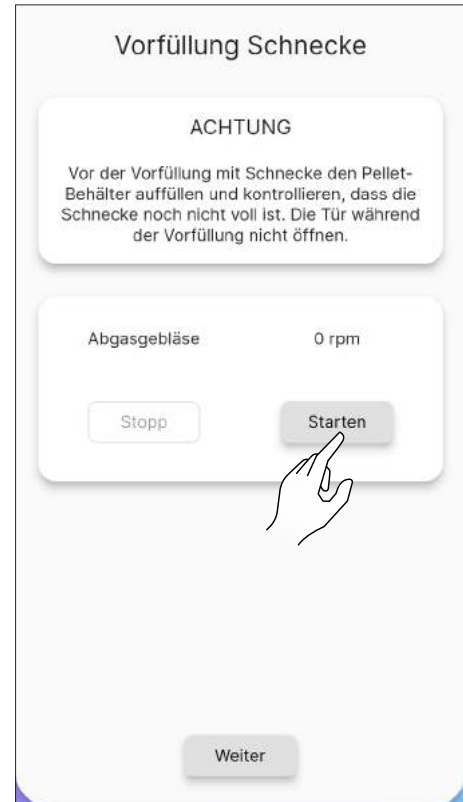 Vorfüllung Schnecke
ACHTUNG
Vor der Vorfüllung mit Schnecke den Pellet-
Behälter auffüllen und kontrollieren, dass die
Schnecke noch nicht voll ist. Die Tür während
der Vorfüllung nicht öffnen.
Abgasgebläse 0 rpm
Stopp Starten
Weiter